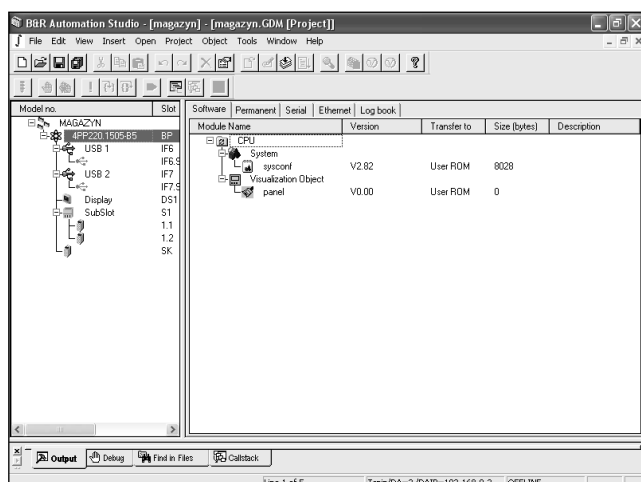 B&R Automation Studio - [magazyn] - [magazyn.GDM [Project]]
File Edit View Insert Open Project Object Tools Window Help
Model no. Slot
MAGAZYN
4PP220.1505-B5 BP
USB 1 IF6
IF6.S
USB 2 IF7
IF7.S
Display DS1
SubSlot S1
1.1
1.2
SK
Software Permanent Serial Ethernet Log book
Module Name Version Transfer to Size (bytes) Description
CPU
System
sysconf V2.82 User ROM 8028
Visualization Object
panel V0.00 User ROM 0
Output Debug Find in Files Callstack
OFFLINE